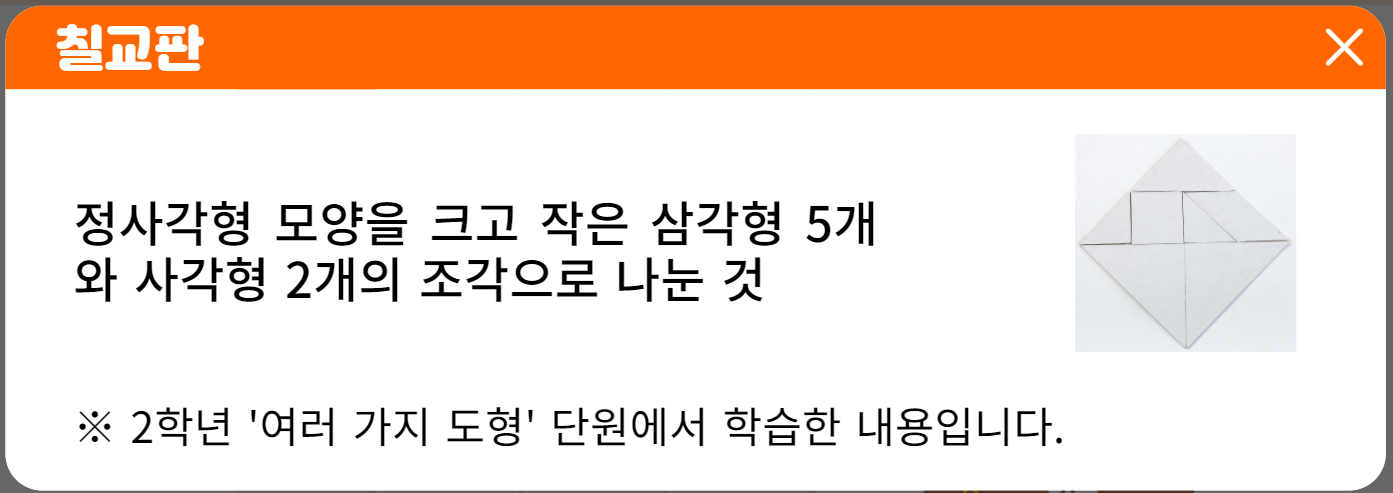 칠교판
정사각형 모양을 크고 작은 삼각형 5개
와 사각형 2개의 조각으로 나눈 것
※ 2학년 '여러 가지 도형' 단원에서 학습한 내용입니다.